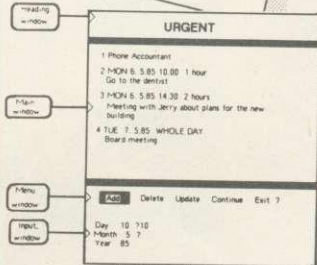 Heading
window
URGENT
1 Phone Accountant
2 MON 6. 5.85 10.00 1 hour
Go to the dentist
3 MON 6. 5.85 14.30 2 hours
Meeting with Jerry about plans for the new
building
Main
window
4 TUE 7. 5.85 WHOLE DAY
Board meeting
Menu
window
Add Delete Update Continue Exit ?
Input
window
Day 10 ?10
Month 5 ?
Year 85